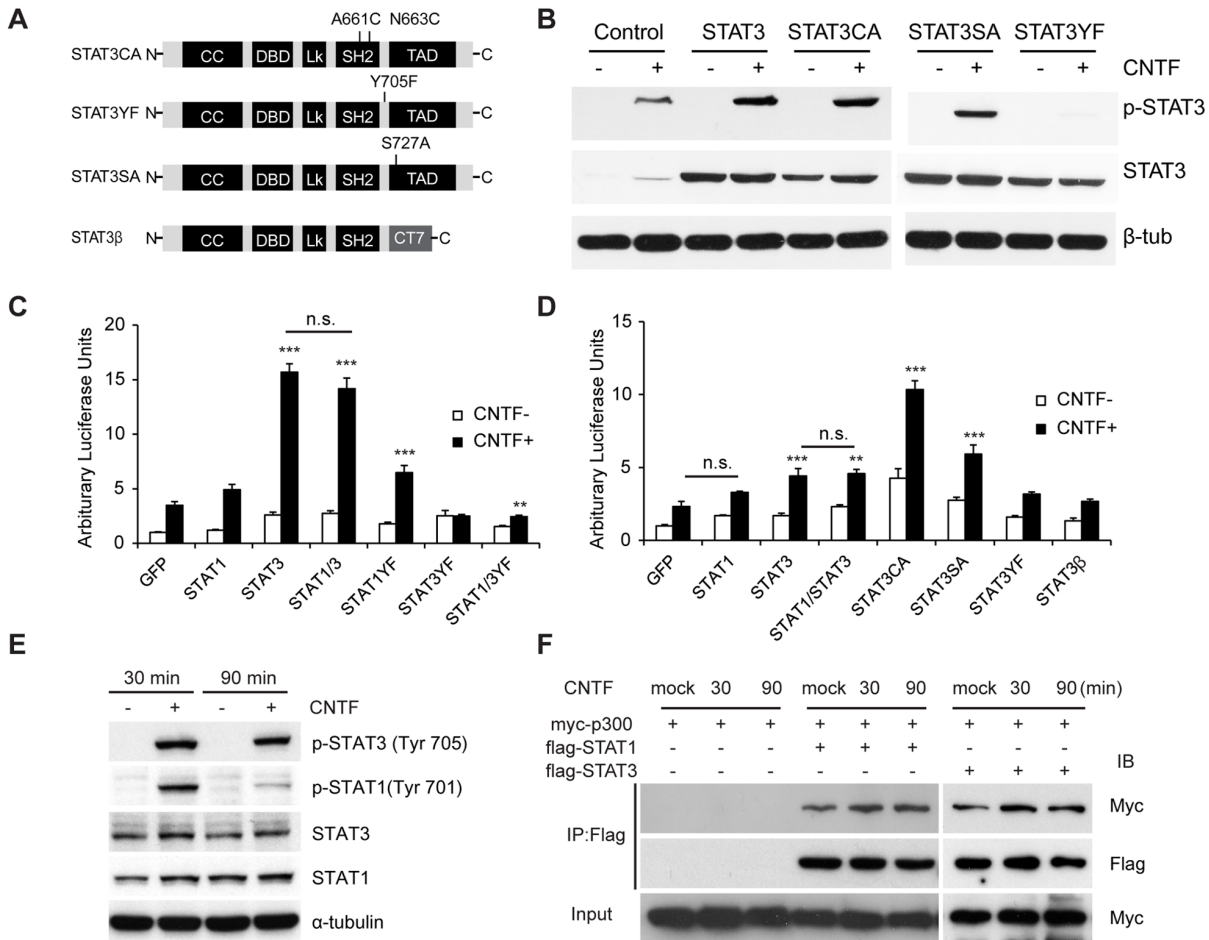 A
A661C N663C
STAT3CA N CC DBD Lk SH2 TAD C
Y705F
STAT3YF N CC DBD Lk SH2 TAD C
S727A
STAT3SA N CC DBD Lk SH2 TAD C
STAT3β N CC DBD Lk SH2 CT7 C
B
Control STAT3 STAT3CA STAT3SA STAT3YF
- + - + - + - + - + CNTF
p-STAT3
STAT3
β-tub
C
Arbiturary Luciferase Units
20
15
10
5
0
n.s.
*** *** *** **
CNTF-
CNTF+
GFP STAT1 STAT3 STAT1/3 STAT1YF STAT3YF STAT1/3YF
D
Arbiturary Luciferase Units
15
10
5
0
n.s. n.s.
*** ** *** ***
CNTF-
CNTF+
GFP STAT1 STAT3 STAT1/STAT3 STAT3CA STAT3SA STAT3YF STAT3β
E
30 min 90 min
- + - + CNTF
p-STAT3 (Tyr 705)
p-STAT1(Tyr 701)
STAT3
STAT1
α-tubulin
F
CNTF mock 30 90 mock 30 90 mock 30 90 (min)
myc-p300 + + + + + + + + +
flag-STAT1 - - - + + + - - -
flag-STAT3 - - - - - - + + +
IB
IP:Flag
Myc
Flag
Input Myc